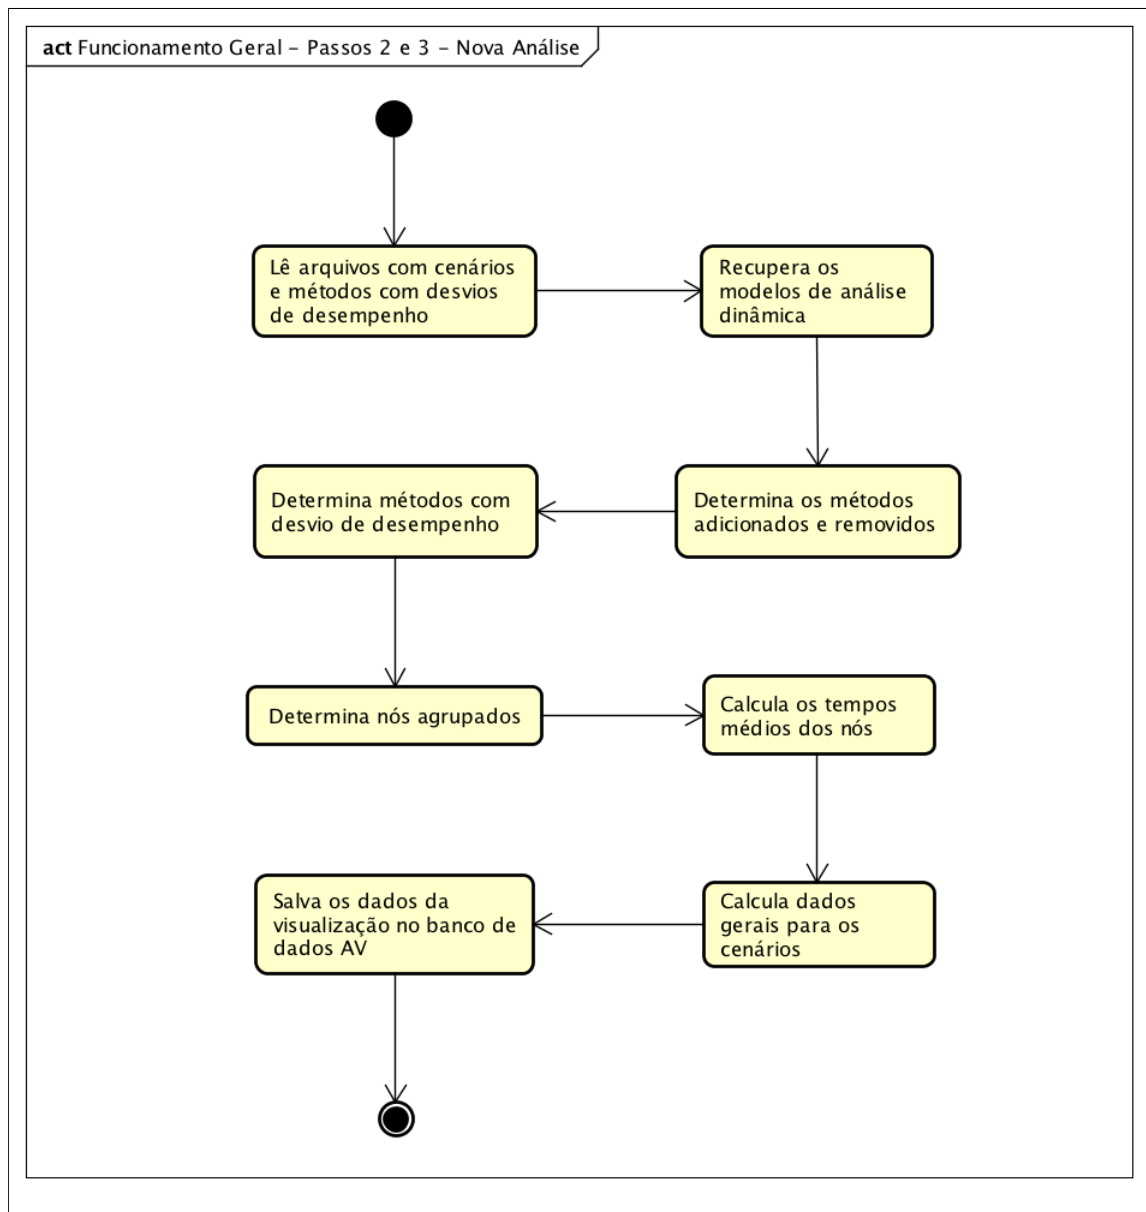 act Funcionamento Geral – Passos 2 e 3 – Nova Análise
Lê arquivos com cenários
e métodos com desvios
de desempenho
Recupera os
modelos de análise
dinâmica
Determina os métodos
adicionados e removidos
Determina métodos com
desvio de desempenho
Determina nós agrupados
Calcula os tempos
médios dos nós
Calcula dados
gerais para os
cenários
Salva os dados da
visualização no banco de
dados AV